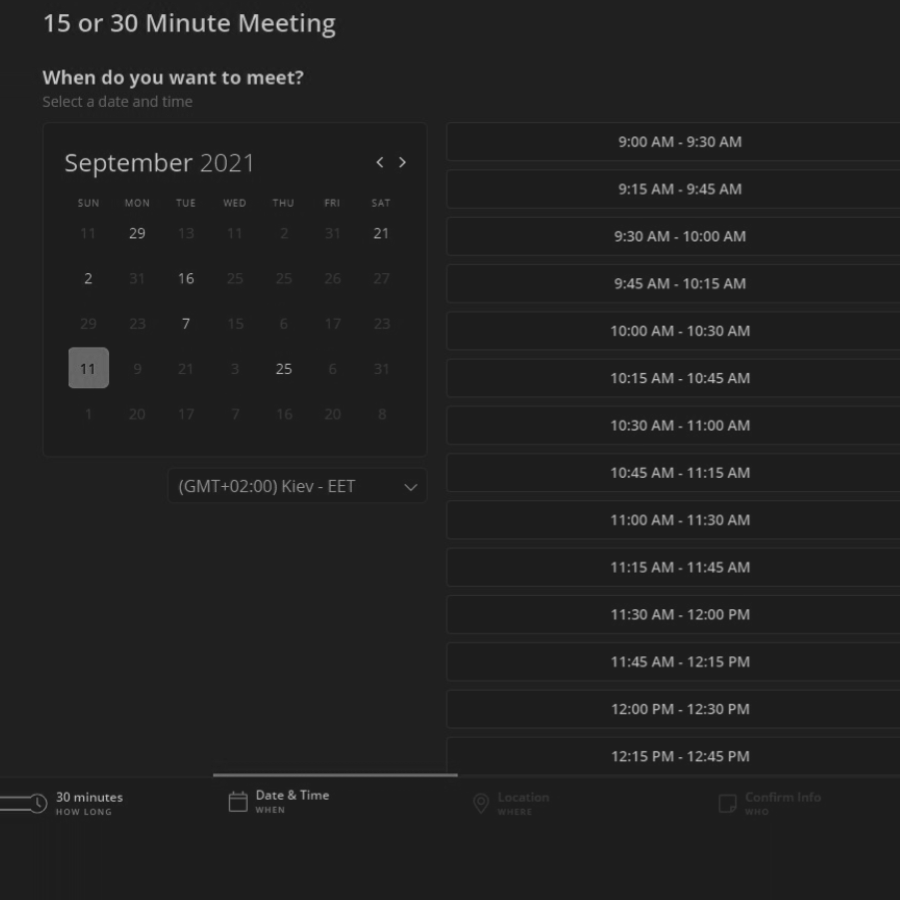 15 or 30 Minute Meeting
When do you want to meet?
Select a date and time
September 2021
SUN MON TUE WED THU FRI SAT
11 29 13 11 2 31 21
2 31 16 25 25 26 27
29 23 7 15 6 17 23
11 9 21 3 25 6 31
1 20 17 7 16 20 8
(GMT+02:00) Kiev - EET
9:00 AM - 9:30 AM
9:15 AM - 9:45 AM
9:30 AM - 10:00 AM
9:45 AM - 10:15 AM
10:00 AM - 10:30 AM
10:15 AM - 10:45 AM
10:30 AM - 11:00 AM
10:45 AM - 11:15 AM
11:00 AM - 11:30 AM
11:15 AM - 11:45 AM
11:30 AM - 12:00 PM
11:45 AM - 12:15 PM
12:00 PM - 12:30 PM
12:15 PM - 12:45 PM
30 minutes
HOW LONG
Date & Time
WHEN
Location
WHERE
Confirm Info
WHO